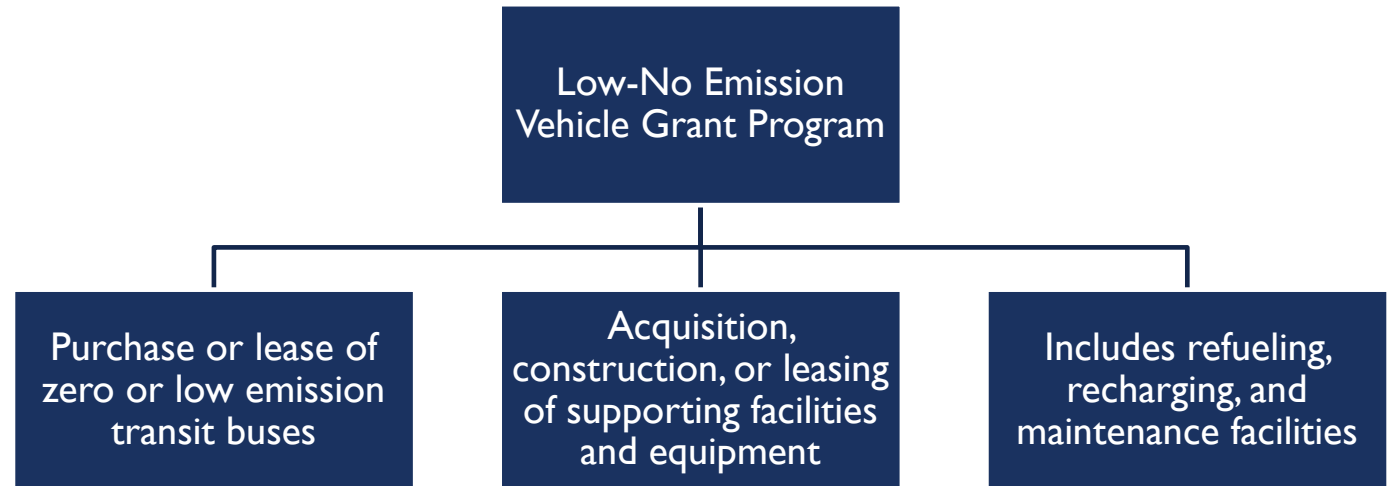 Low-No Emission
Vehicle Grant Program
Purchase or lease of
zero or low emission
transit buses
Acquisition,
construction, or leasing
of supporting facilities
and equipment
Includes refueling,
recharging, and
maintenance facilities